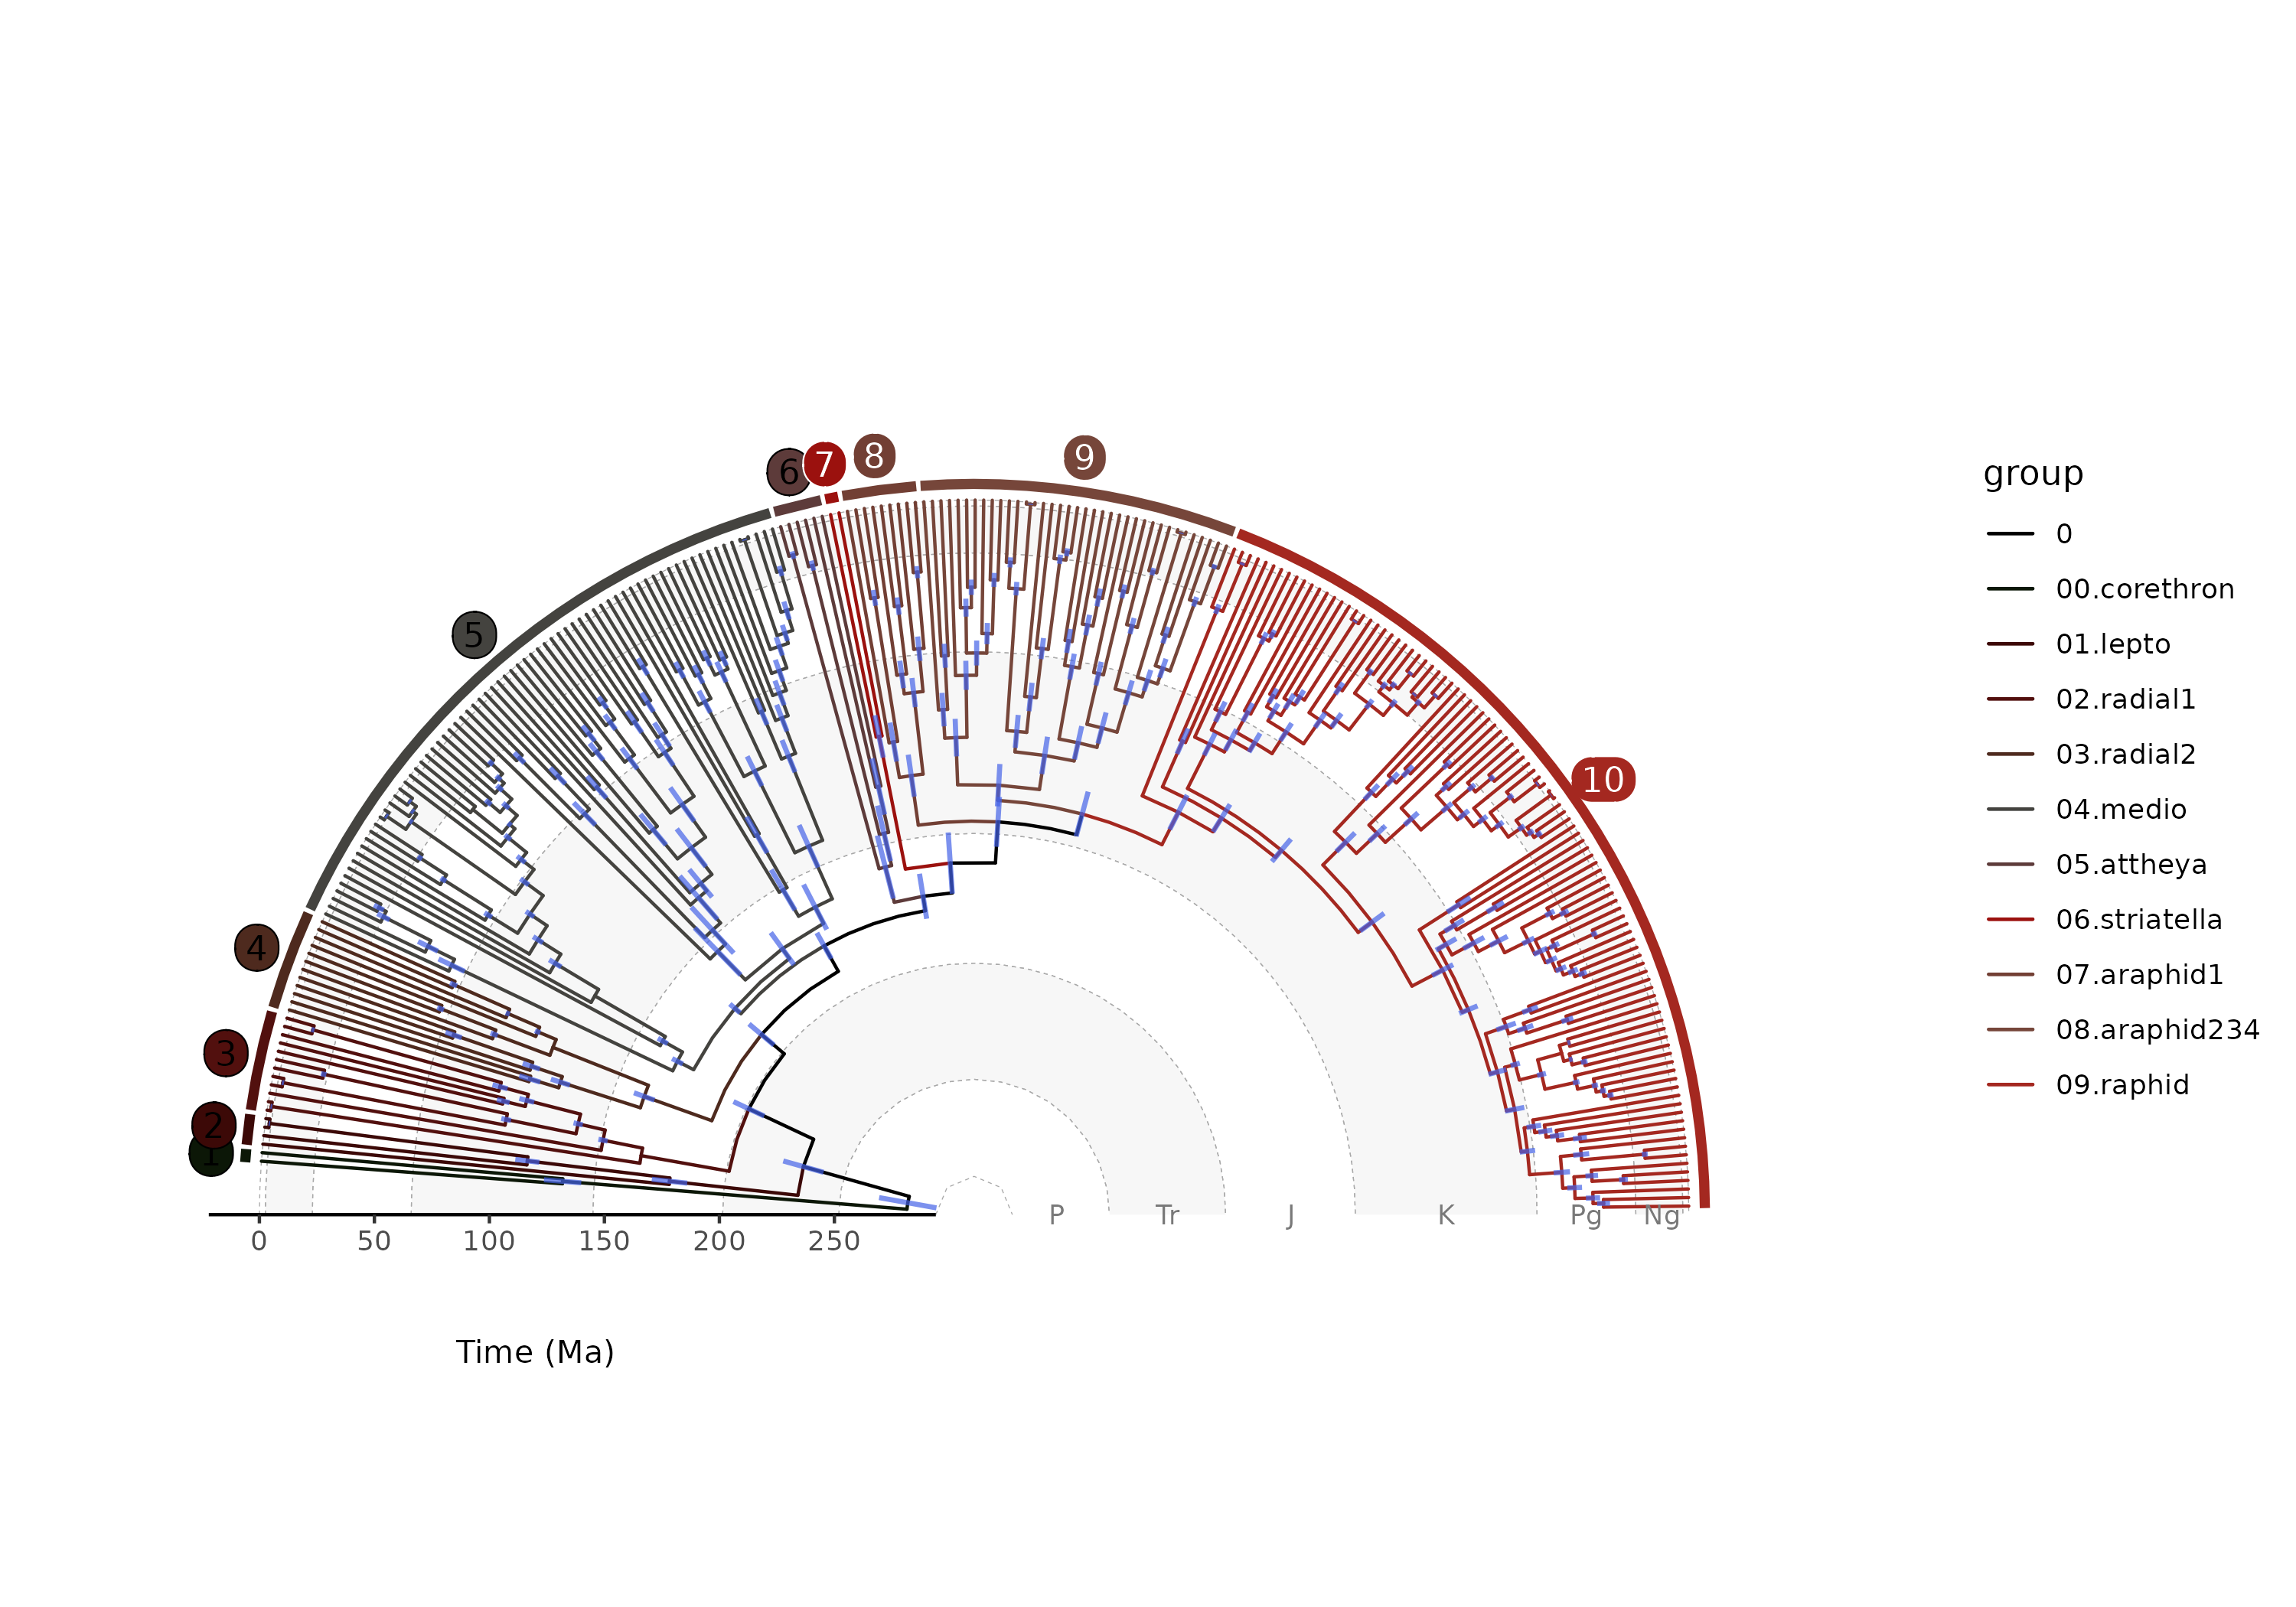 6
7
8
9
5
10
4
3
2
1
P
Tr
J
K
Pg
Ng
0
50
100
150
200
250
Time (Ma)
group
0
00.corethron
01.lepto
02.radial1
03.radial2
04.medio
05.attheya
06.striatella
07.araphid1
08.araphid234
09.raphid